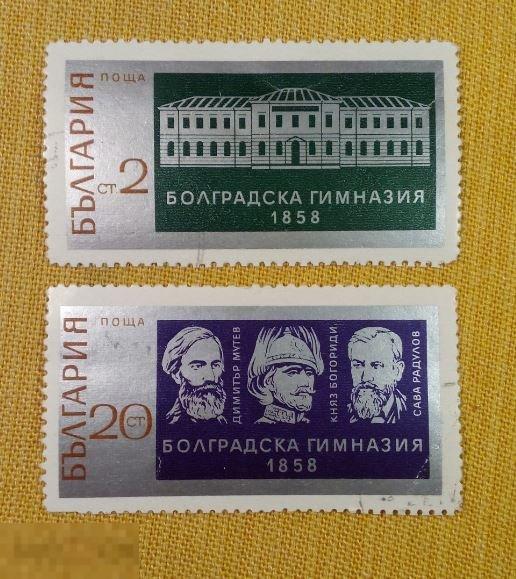 БЪЛГАРИЯ
ПОЩА
СТ. 2
БОЛГРАДСКА ГИМНАЗИЯ
1858
БЪЛГАРИЯ
ПОЩА
20 СТ
ДИМИТЪР МУТЕВ
КНЯЗ БОГОРИДИ
САВА РАДУЛОВ
БОЛГРАДСКА ГИМНАЗИЯ
1858